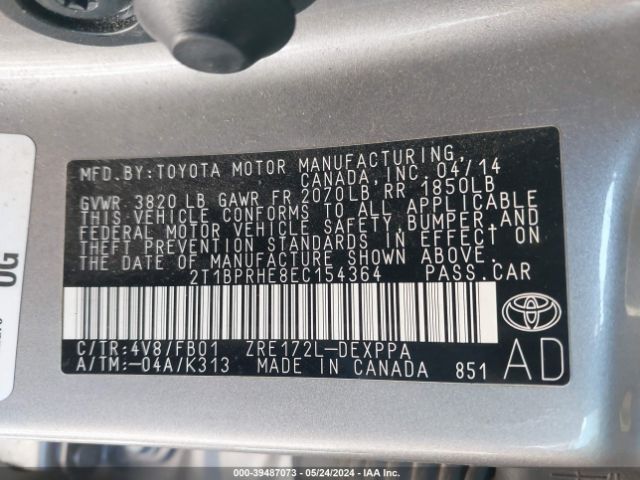 MFD. BY: TOYOTA MOTOR MANUFACTURING,
CANADA, INC. 04/14
GVWR 3820 LB GAWR FR 2070LB RR 1850LB
THIS VEHICLE CONFORMS TO ALL APPLICABLE
FEDERAL MOTOR VEHICLE SAFETY, BUMPER, AND
THEFT PREVENTION STANDARDS IN EFFECT ON
THE DATE OF MANUFACTURE SHOWN ABOVE.
2T1BPRHE8EC154364 PASS. CAR
C/TR: 4V8/FB01 ZRE172L-DEXPPA
A/TM: -04A/K313 MADE IN CANADA 851
AD
000-39487073 — 05/24/2024 — IAA Inc.